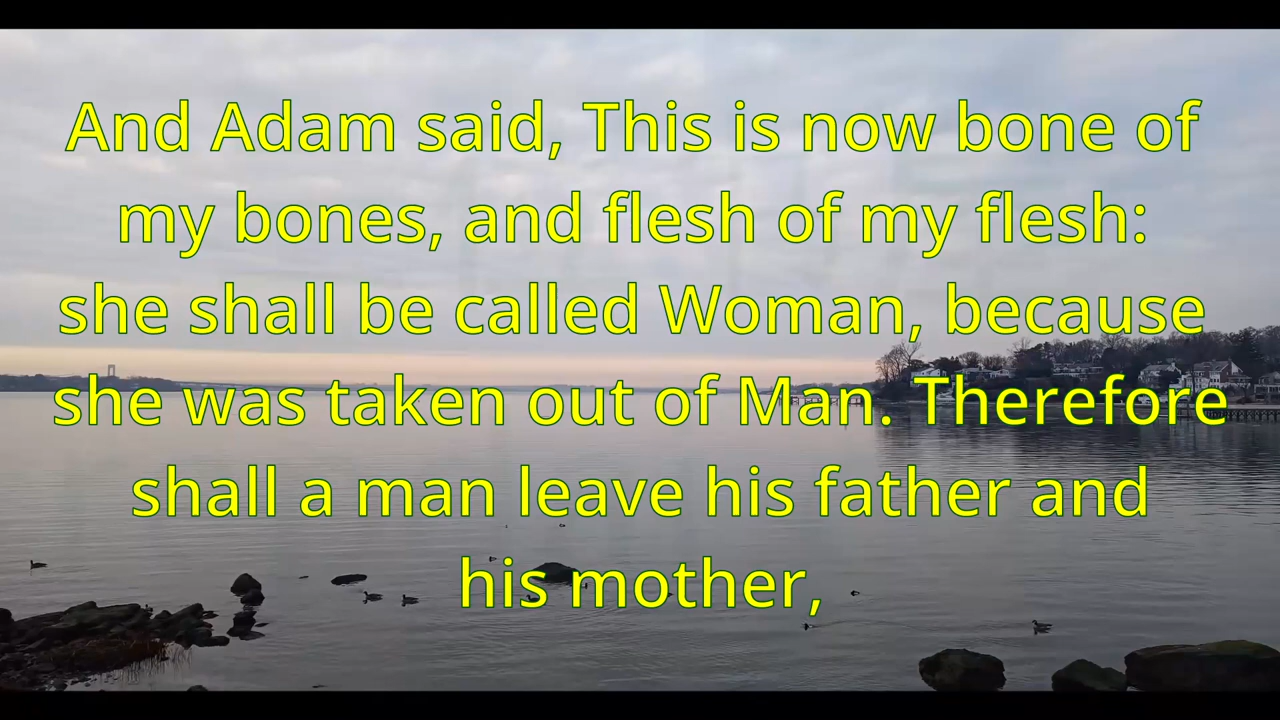 And Adam said, This is now bone of
my bones, and flesh of my flesh:
she shall be called Woman, because
she was taken out of Man. Therefore
shall a man leave his father and
his mother,